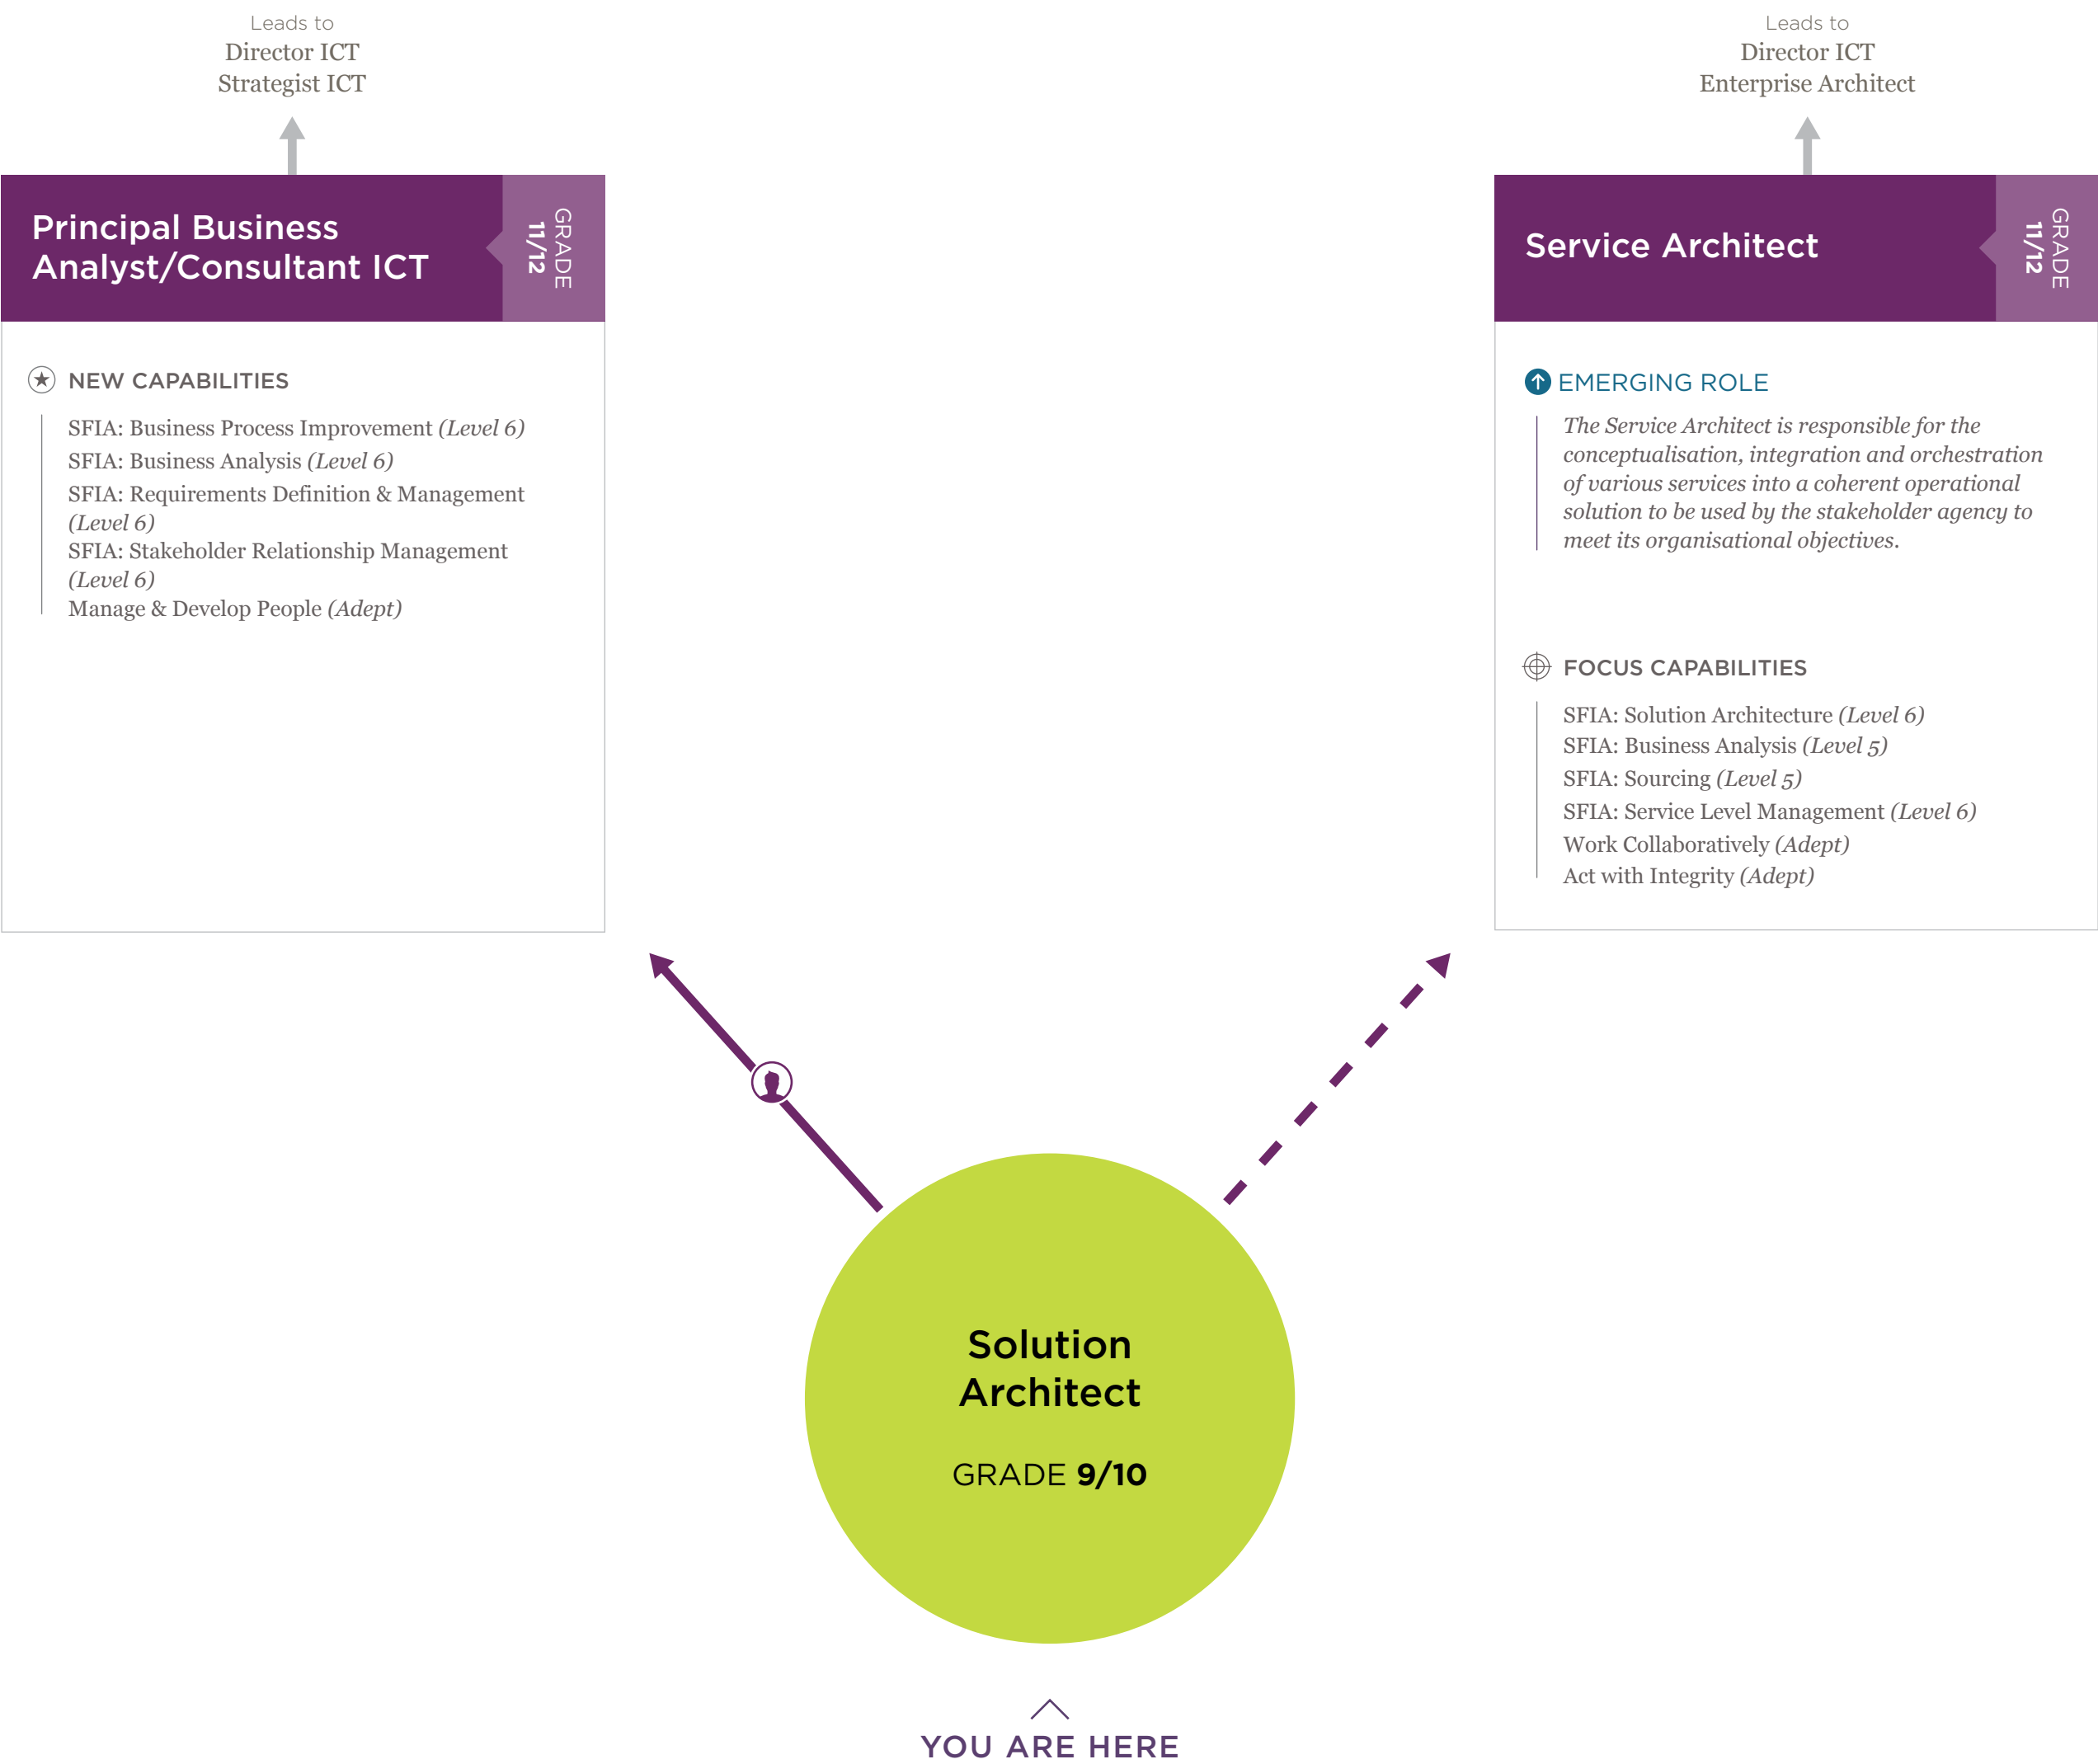 Leads to
Director ICT
Strategist ICT
Principal Business
Analyst/Consultant ICT
GRADE
11/12
NEW CAPABILITIES
SFIA: Business Process Improvement (Level 6)
SFIA: Business Analysis (Level 6)
SFIA: Requirements Definition & Management
(Level 6)
SFIA: Stakeholder Relationship Management
(Level 6)
Manage & Develop People (Adept)
Leads to
Director ICT
Enterprise Architect
Service Architect
GRADE
11/12
EMERGING ROLE
The Service Architect is responsible for the
conceptualisation, integration and orchestration
of various services into a coherent operational
solution to be used by the stakeholder agency to
meet its organisational objectives.
FOCUS CAPABILITIES
SFIA: Solution Architecture (Level 6)
SFIA: Business Analysis (Level 5)
SFIA: Sourcing (Level 5)
SFIA: Service Level Management (Level 6)
Work Collaboratively (Adept)
Act with Integrity (Adept)
Solution
Architect
GRADE 9/10
YOU ARE HERE